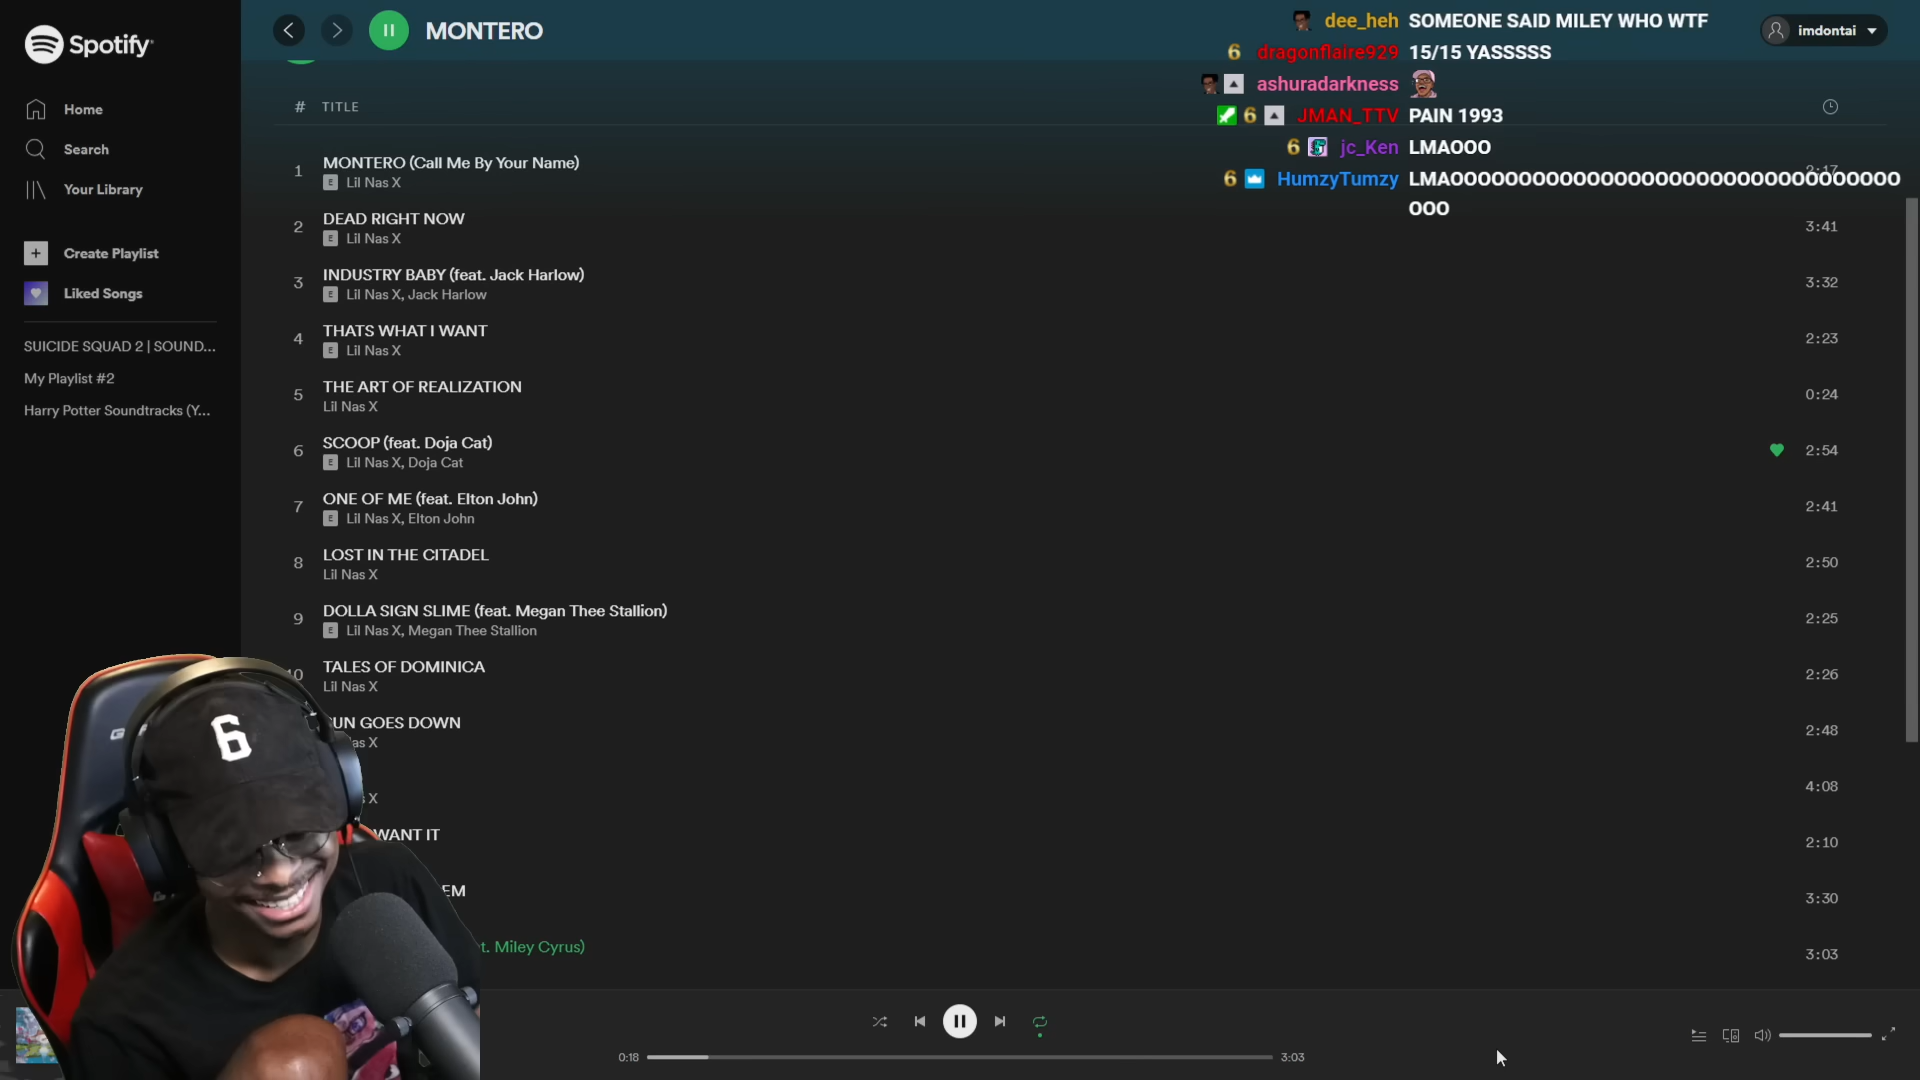 Spotify
Home
Search
Your Library
Create Playlist
Liked Songs
SUICIDE SQUAD 2 | SOUND...
My Playlist #2
Harry Potter Soundtracks (Y...
MONTERO
imdontai
# TITLE
1 MONTERO (Call Me By Your Name)
E Lil Nas X
2 DEAD RIGHT NOW 3:41
E Lil Nas X
3 INDUSTRY BABY (feat. Jack Harlow) 3:32
E Lil Nas X, Jack Harlow
4 THATS WHAT I WANT 2:23
E Lil Nas X
5 THE ART OF REALIZATION 0:24
Lil Nas X
6 SCOOP (feat. Doja Cat) 2:54
E Lil Nas X, Doja Cat
7 ONE OF ME (feat. Elton John) 2:41
E Lil Nas X, Elton John
8 LOST IN THE CITADEL 2:50
Lil Nas X
9 DOLLA SIGN SLIME (feat. Megan Thee Stallion) 2:25
E Lil Nas X, Megan Thee Stallion
TALES OF DOMINICA 2:26
Lil Nas X
UN GOES DOWN 2:48
as X
4:08
X
WANT IT 2:10
EM 3:30
t. Miley Cyrus) 3:03
dee_heh SOMEONE SAID MILEY WHO WTF
6 dragonflaire929 15/15 YASSSSS
ashuradarkness
6 JMAN_TTV PAIN 1993
6 jc_Ken LMAOOO
6 HumzyTumzy LMAOOOOOOOOOOOOOOOOOOOOOOOOOOOOOOOOO
OOO
6
0:18 3:03